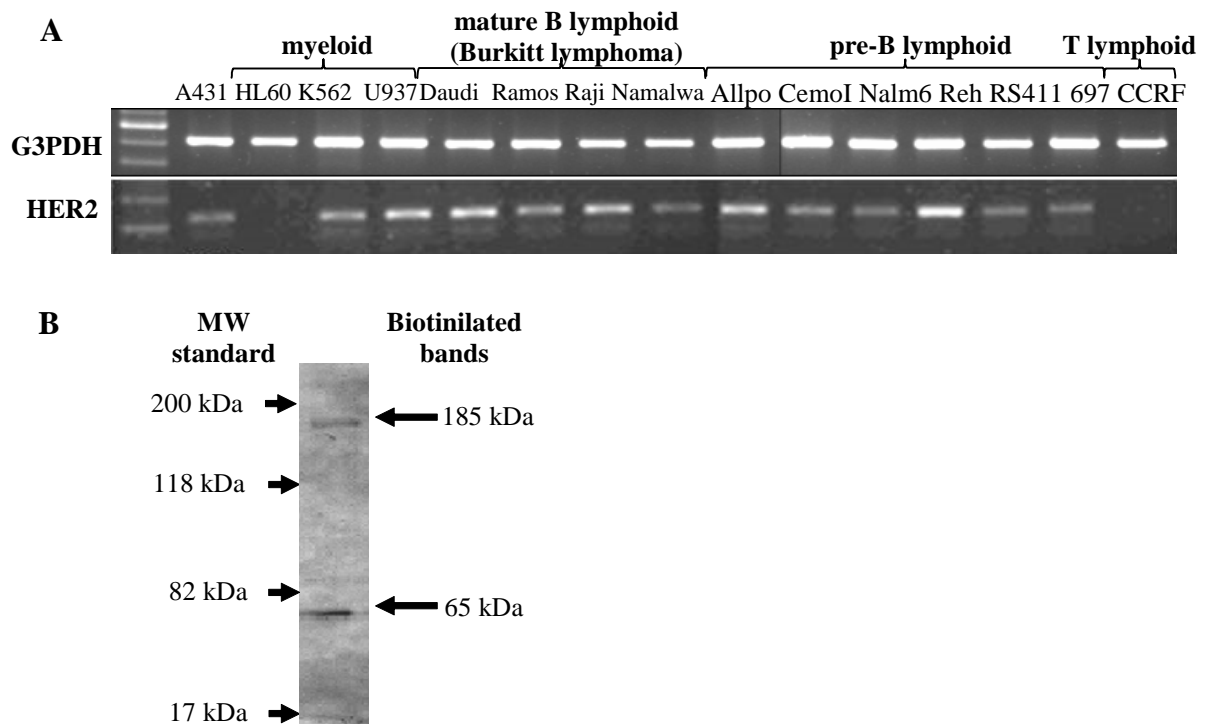 A
myeloid
mature B lymphoid
(Burkitt lymphoma)
pre-B lymphoid
T lymphoid
A431 HL60 K562 U937 Daudi Ramos Raji Namalwa Allpo CemoI Nalm6 Reh RS411 697 CCRF
G3PDH
HER2
B
MW
standard
Biotinilated
bands
200 kDa
185 kDa
118 kDa
82 kDa
65 kDa
17 kDa